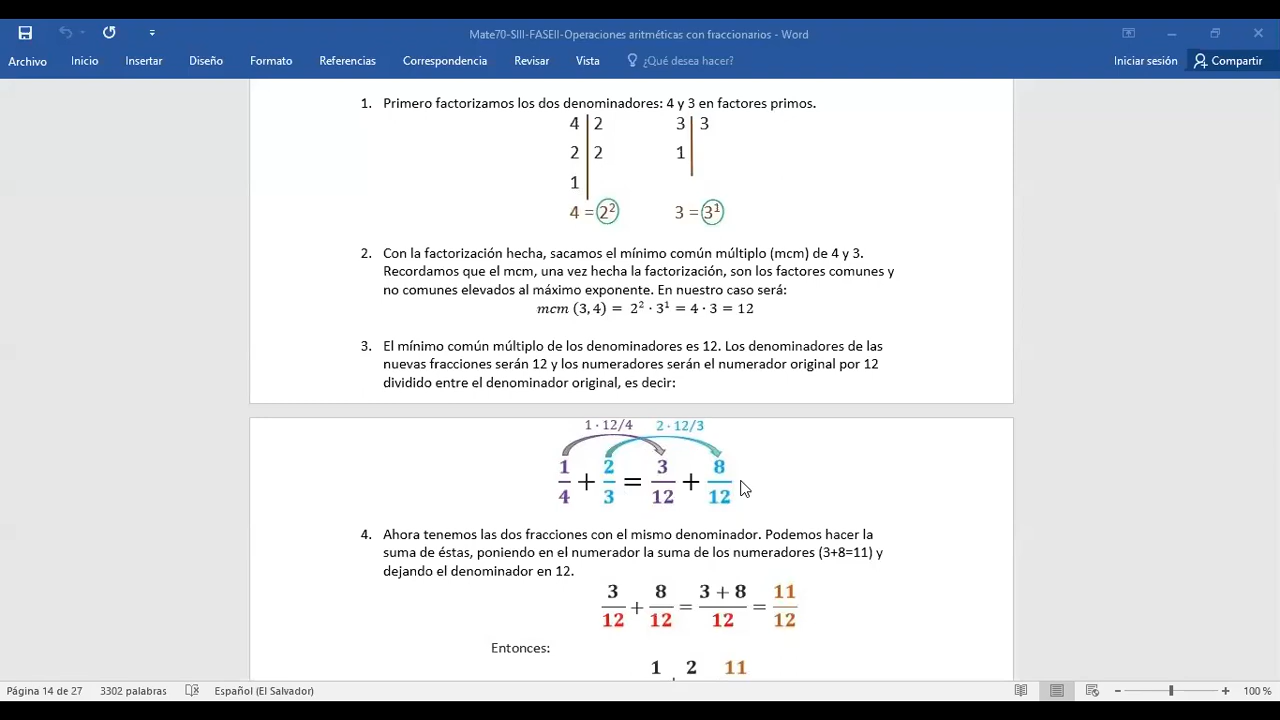 Mate70-SIII-FASEII-Operaciones aritméticas con fraccionarios - Word
Archivo Inicio Insertar Diseño Formato Referencias Correspondencia Revisar Vista ¿Qué desea hacer? Iniciar sesión Compartir
1. Primero factorizamos los dos denominadores: 4 y 3 en factores primos.
4 | 2 3 | 3
2 | 2 1 |
1 |
4 = 2² 3 = 3¹
2. Con la factorización hecha, sacamos el mínimo común múltiplo (mcm) de 4 y 3.
Recordamos que el mcm, una vez hecha la factorización, son los factores comunes y
no comunes elevados al máximo exponente. En nuestro caso será:
mcm (3, 4) = 2² · 3¹ = 4 · 3 = 12
3. El mínimo común múltiplo de los denominadores es 12. Los denominadores de las
nuevas fracciones serán 12 y los numeradores serán el numerador original por 12
dividido entre el denominador original, es decir:
1 · 12/4 2 · 12/3
1/4 + 2/3 = 3/12 + 8/12
4. Ahora tenemos las dos fracciones con el mismo denominador. Podemos hacer la
suma de éstas, poniendo en el numerador la suma de los numeradores (3+8=11) y
dejando el denominador en 12.
3/12 + 8/12 = 3 + 8/12 = 11/12
Entonces:
1 2 11
Página 14 de 27 3302 palabras Español (El Salvador) 100 %